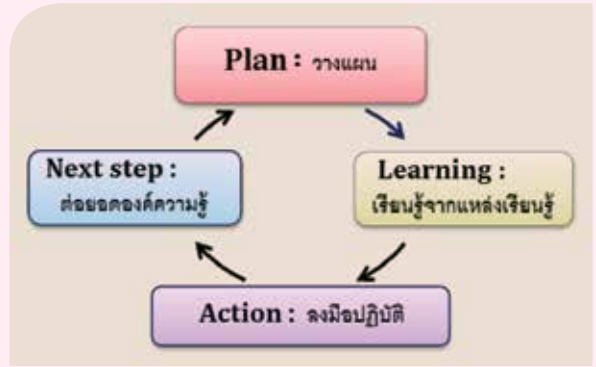 Plan : วางแผน
Learning :
เรียนรู้จากแหล่งเรียนรู้
Action : ลงมือปฏิบัติ
Next step :
ต่อยอดองค์ความรู้